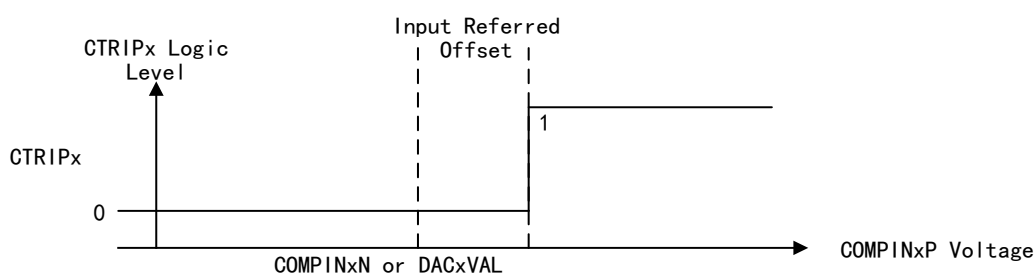 Input Referred
Offset
CTRIPx Logic
Level
1
CTRIPx
0
COMPINxN or DACxVAL
COMPINxP Voltage